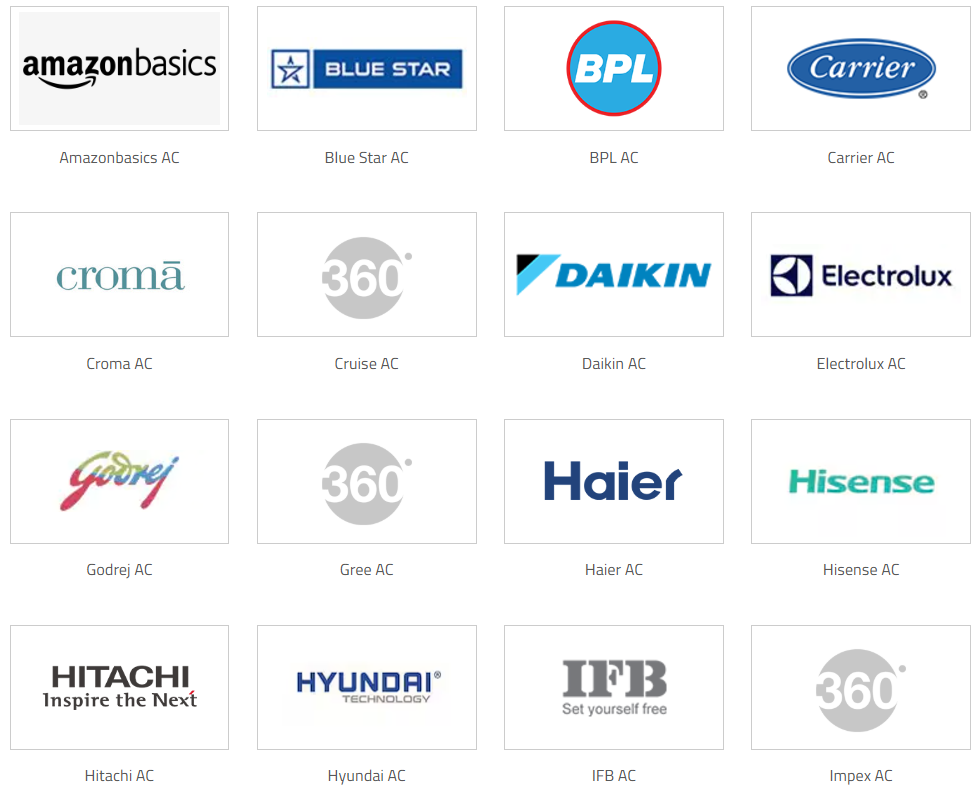 amazonbasics
BLUE STAR
BPL
Carrier
®
Amazonbasics AC
Blue Star AC
BPL AC
Carrier AC
cromā
360°
DAIKIN
Electrolux
Croma AC
Cruise AC
Daikin AC
Electrolux AC
Godrej
360°
Haier
Hisense
Godrej AC
Gree AC
Haier AC
Hisense AC
HITACHI
Inspire the Next
HYUNDAI®
TECHNOLOGY
IFB
Set yourself free
360°
Hitachi AC
Hyundai AC
IFB AC
Impex AC